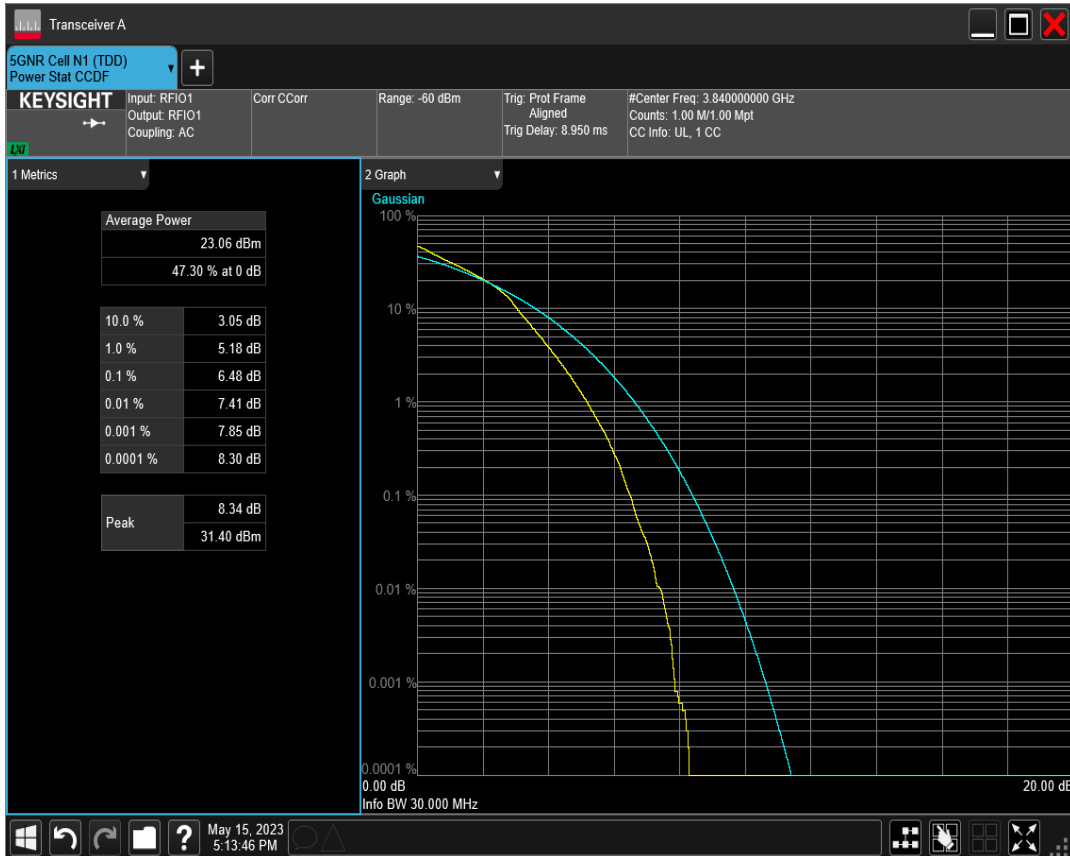 Transceiver A
5GNR Cell N1 (TDD)
Power Stat CCDF
+
KEYSIGHT
LXI
Input: RFIO1
Output: RFIO1
Coupling: AC
Corr CCorr
Range: -60 dBm
Trig: Prot Frame
Aligned
Trig Delay: 8.950 ms
#Center Freq: 3.840000000 GHz
Counts: 1.00 M/1.00 Mpt
CC Info: UL, 1 CC
1 Metrics
Average Power
23.06 dBm
47.30 % at 0 dB
10.0 % 3.05 dB
1.0 % 5.18 dB
0.1 % 6.48 dB
0.01 % 7.41 dB
0.001 % 7.85 dB
0.0001 % 8.30 dB
Peak 8.34 dB
31.40 dBm
2 Graph
Gaussian
100 %
10 %
1 %
0.1 %
0.01 %
0.001 %
0.0001 %
0.00 dB 20.00 dB
Info BW 30.000 MHz
?
May 15, 2023
5:13:46 PM